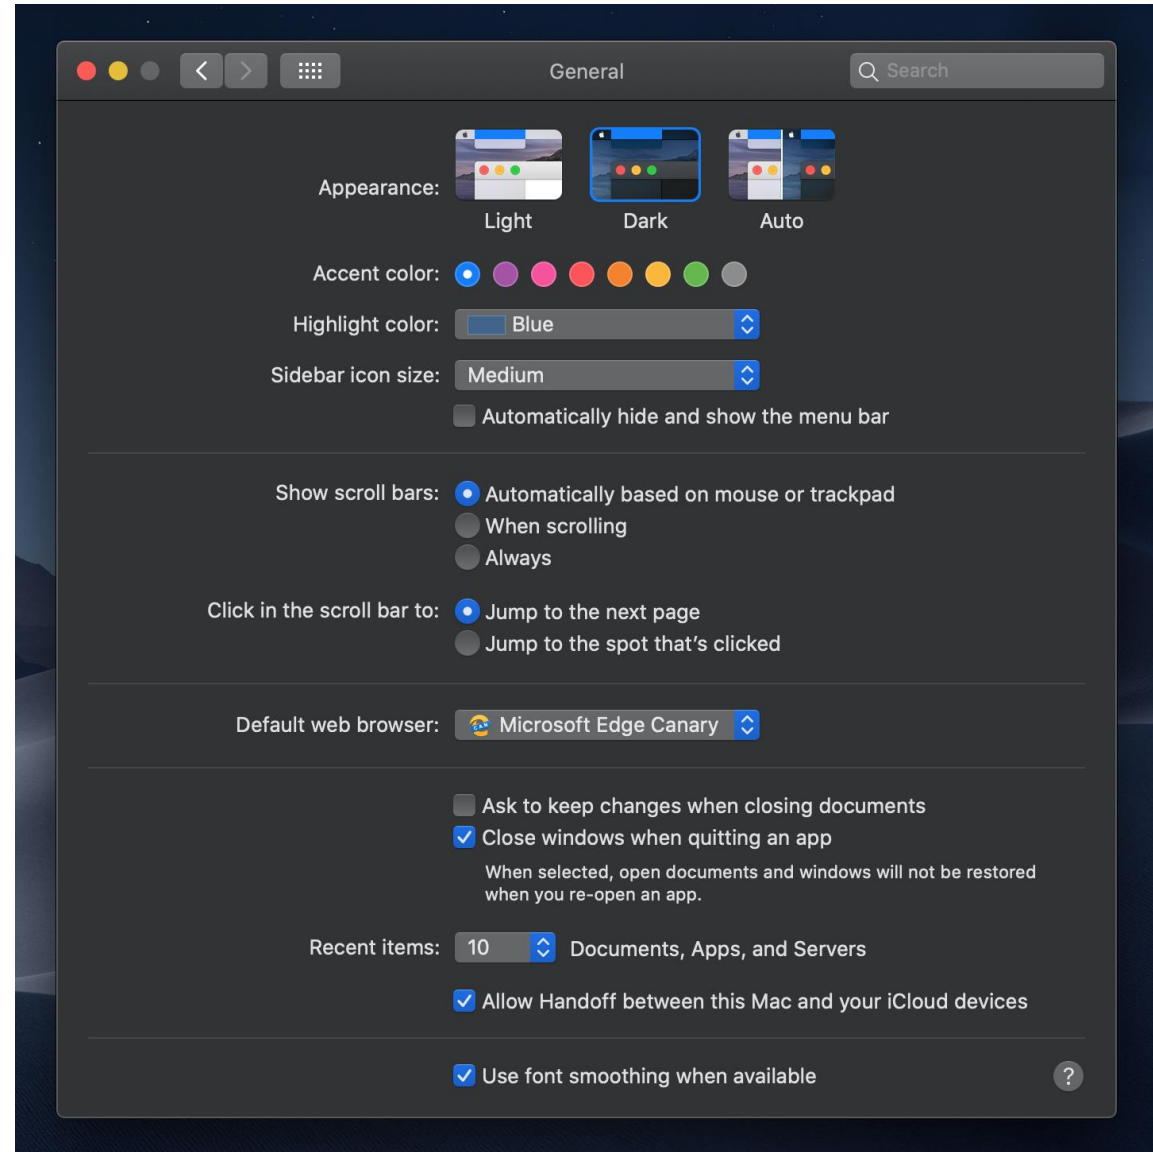 General
Search
Appearance:
Light
Dark
Auto
Accent color:
Highlight color: Blue
Sidebar icon size: Medium
Automatically hide and show the menu bar
Show scroll bars: Automatically based on mouse or trackpad
When scrolling
Always
Click in the scroll bar to: Jump to the next page
Jump to the spot that's clicked
Default web browser: Microsoft Edge Canary
Ask to keep changes when closing documents
Close windows when quitting an app
When selected, open documents and windows will not be restored
when you re-open an app.
Recent items: 10 Documents, Apps, and Servers
Allow Handoff between this Mac and your iCloud devices
Use font smoothing when available
?